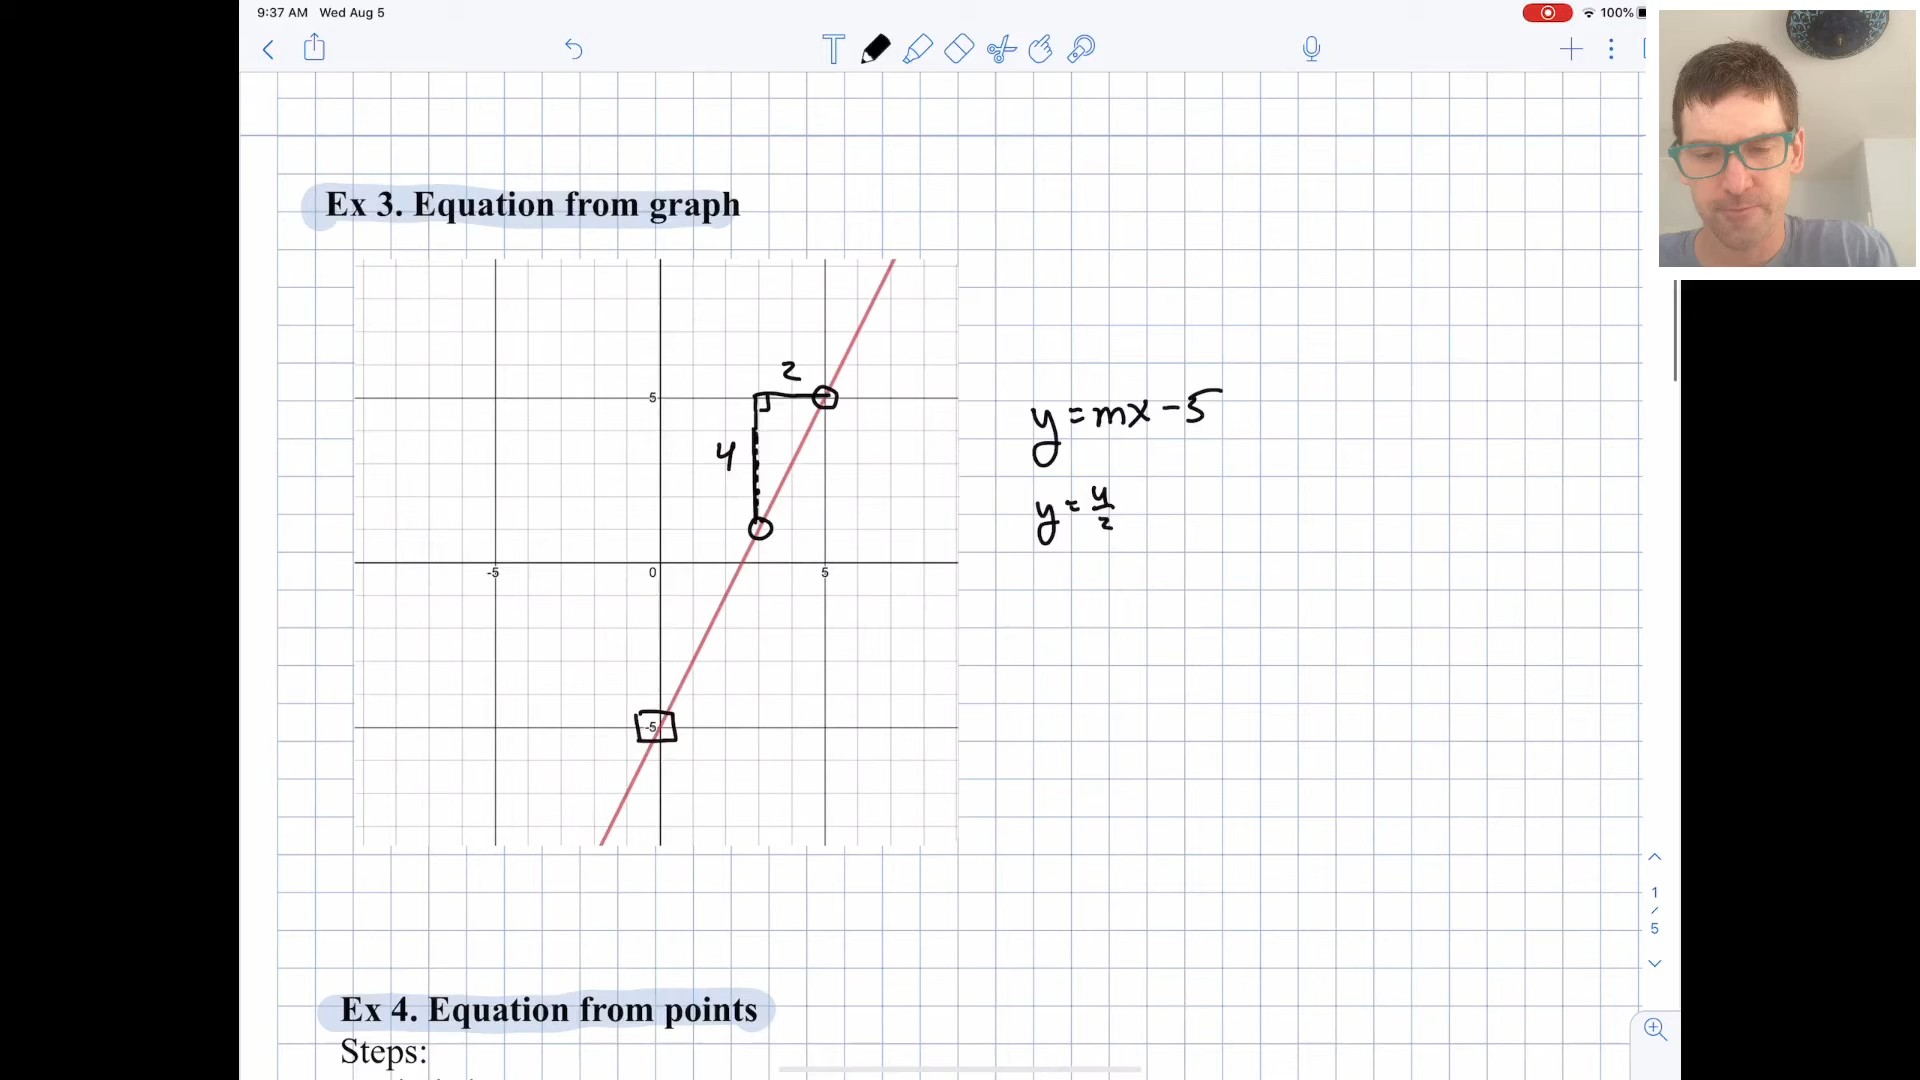 9:37 AM Wed Aug 5
100%
T
Ex 3. Equation from graph
2
5
4
y = mx - 5
y = 4/2
-5
0
5
-5
1
/
5
Ex 4. Equation from points
Steps: